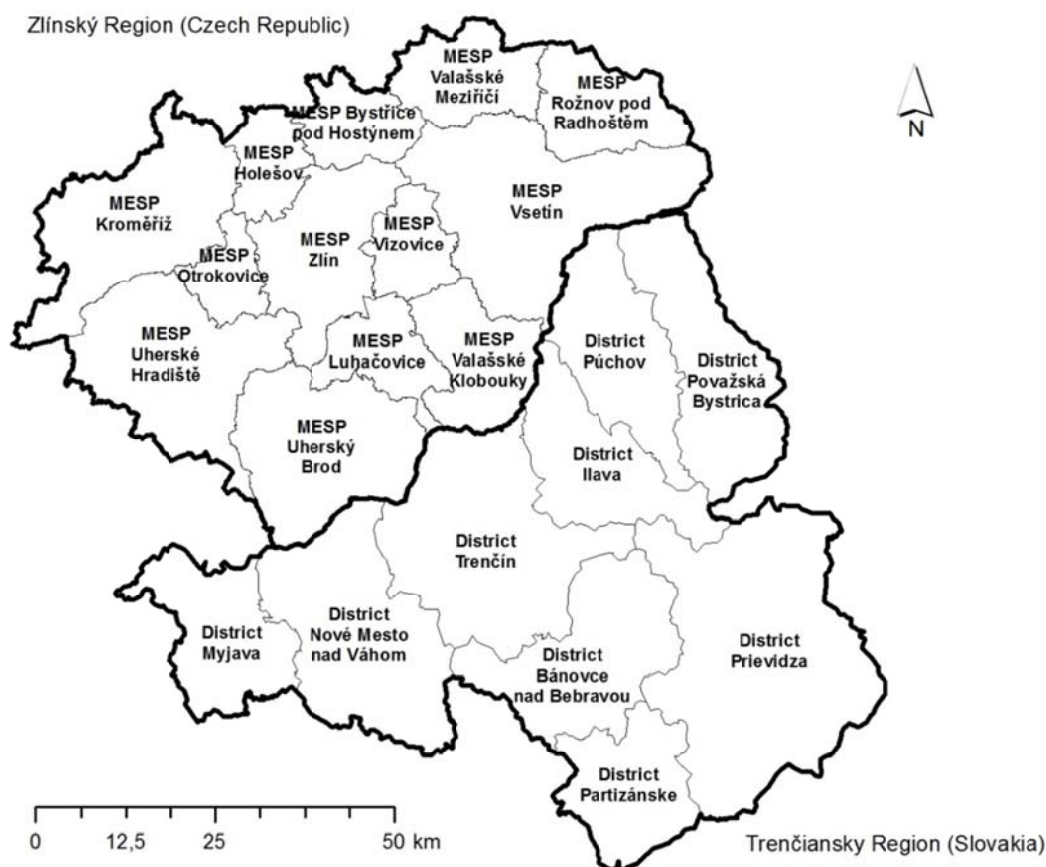 Zlínský Region (Czech Republic)
MESP
Valašské
Meziříčí
MESP
Rožnov pod
Radhoštěm
N
MESP Bystřice
pod Hostýnem
MESP
Holešov
MESP
Kroměříž
MESP
Vsetín
MESP
Vizovice
MESP
Zlín
MESP
Otrokovice
MESP
Uherské
Hradiště
MESP
Luhačovice
MESP
Valašské
Klobouky
District
Púchov
District
Považská
Bystrica
MESP
Uherský
Brod
District
Ilava
District
Trenčín
District
Myjava
District
Nové Mesto
nad Váhom
District
Bánovce
nad Bebravou
District
Prievidza
District
Partizánske
0 12,5 25 50 km
Trenčiansky Region (Slovakia)